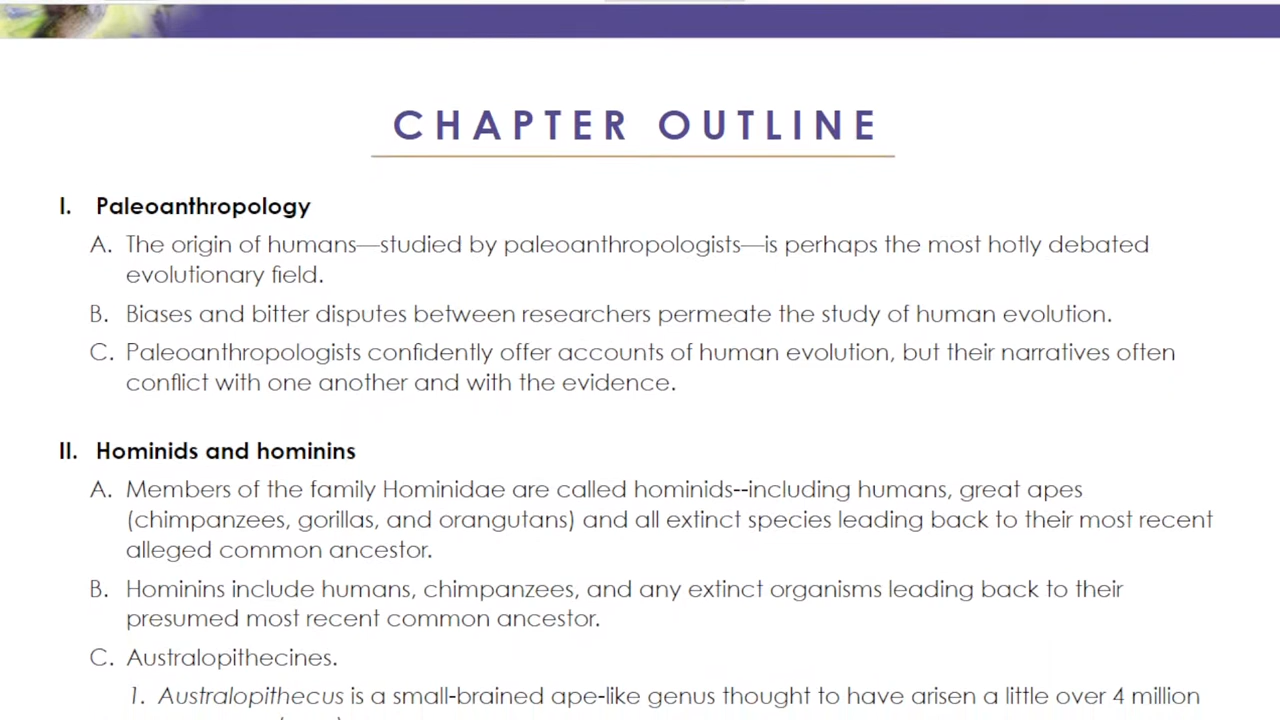 CHAPTER OUTLINE
I. Paleoanthropology
A. The origin of humans—studied by paleoanthropologists—is perhaps the most hotly debated
evolutionary field.
B. Biases and bitter disputes between researchers permeate the study of human evolution.
C. Paleoanthropologists confidently offer accounts of human evolution, but their narratives often
conflict with one another and with the evidence.
II. Hominids and hominins
A. Members of the family Hominidae are called hominids--including humans, great apes
(chimpanzees, gorillas, and orangutans) and all extinct species leading back to their most recent
alleged common ancestor.
B. Hominins include humans, chimpanzees, and any extinct organisms leading back to their
presumed most recent common ancestor.
C. Australopithecines.
1. Australopithecus is a small-brained ape-like genus thought to have arisen a little over 4 million